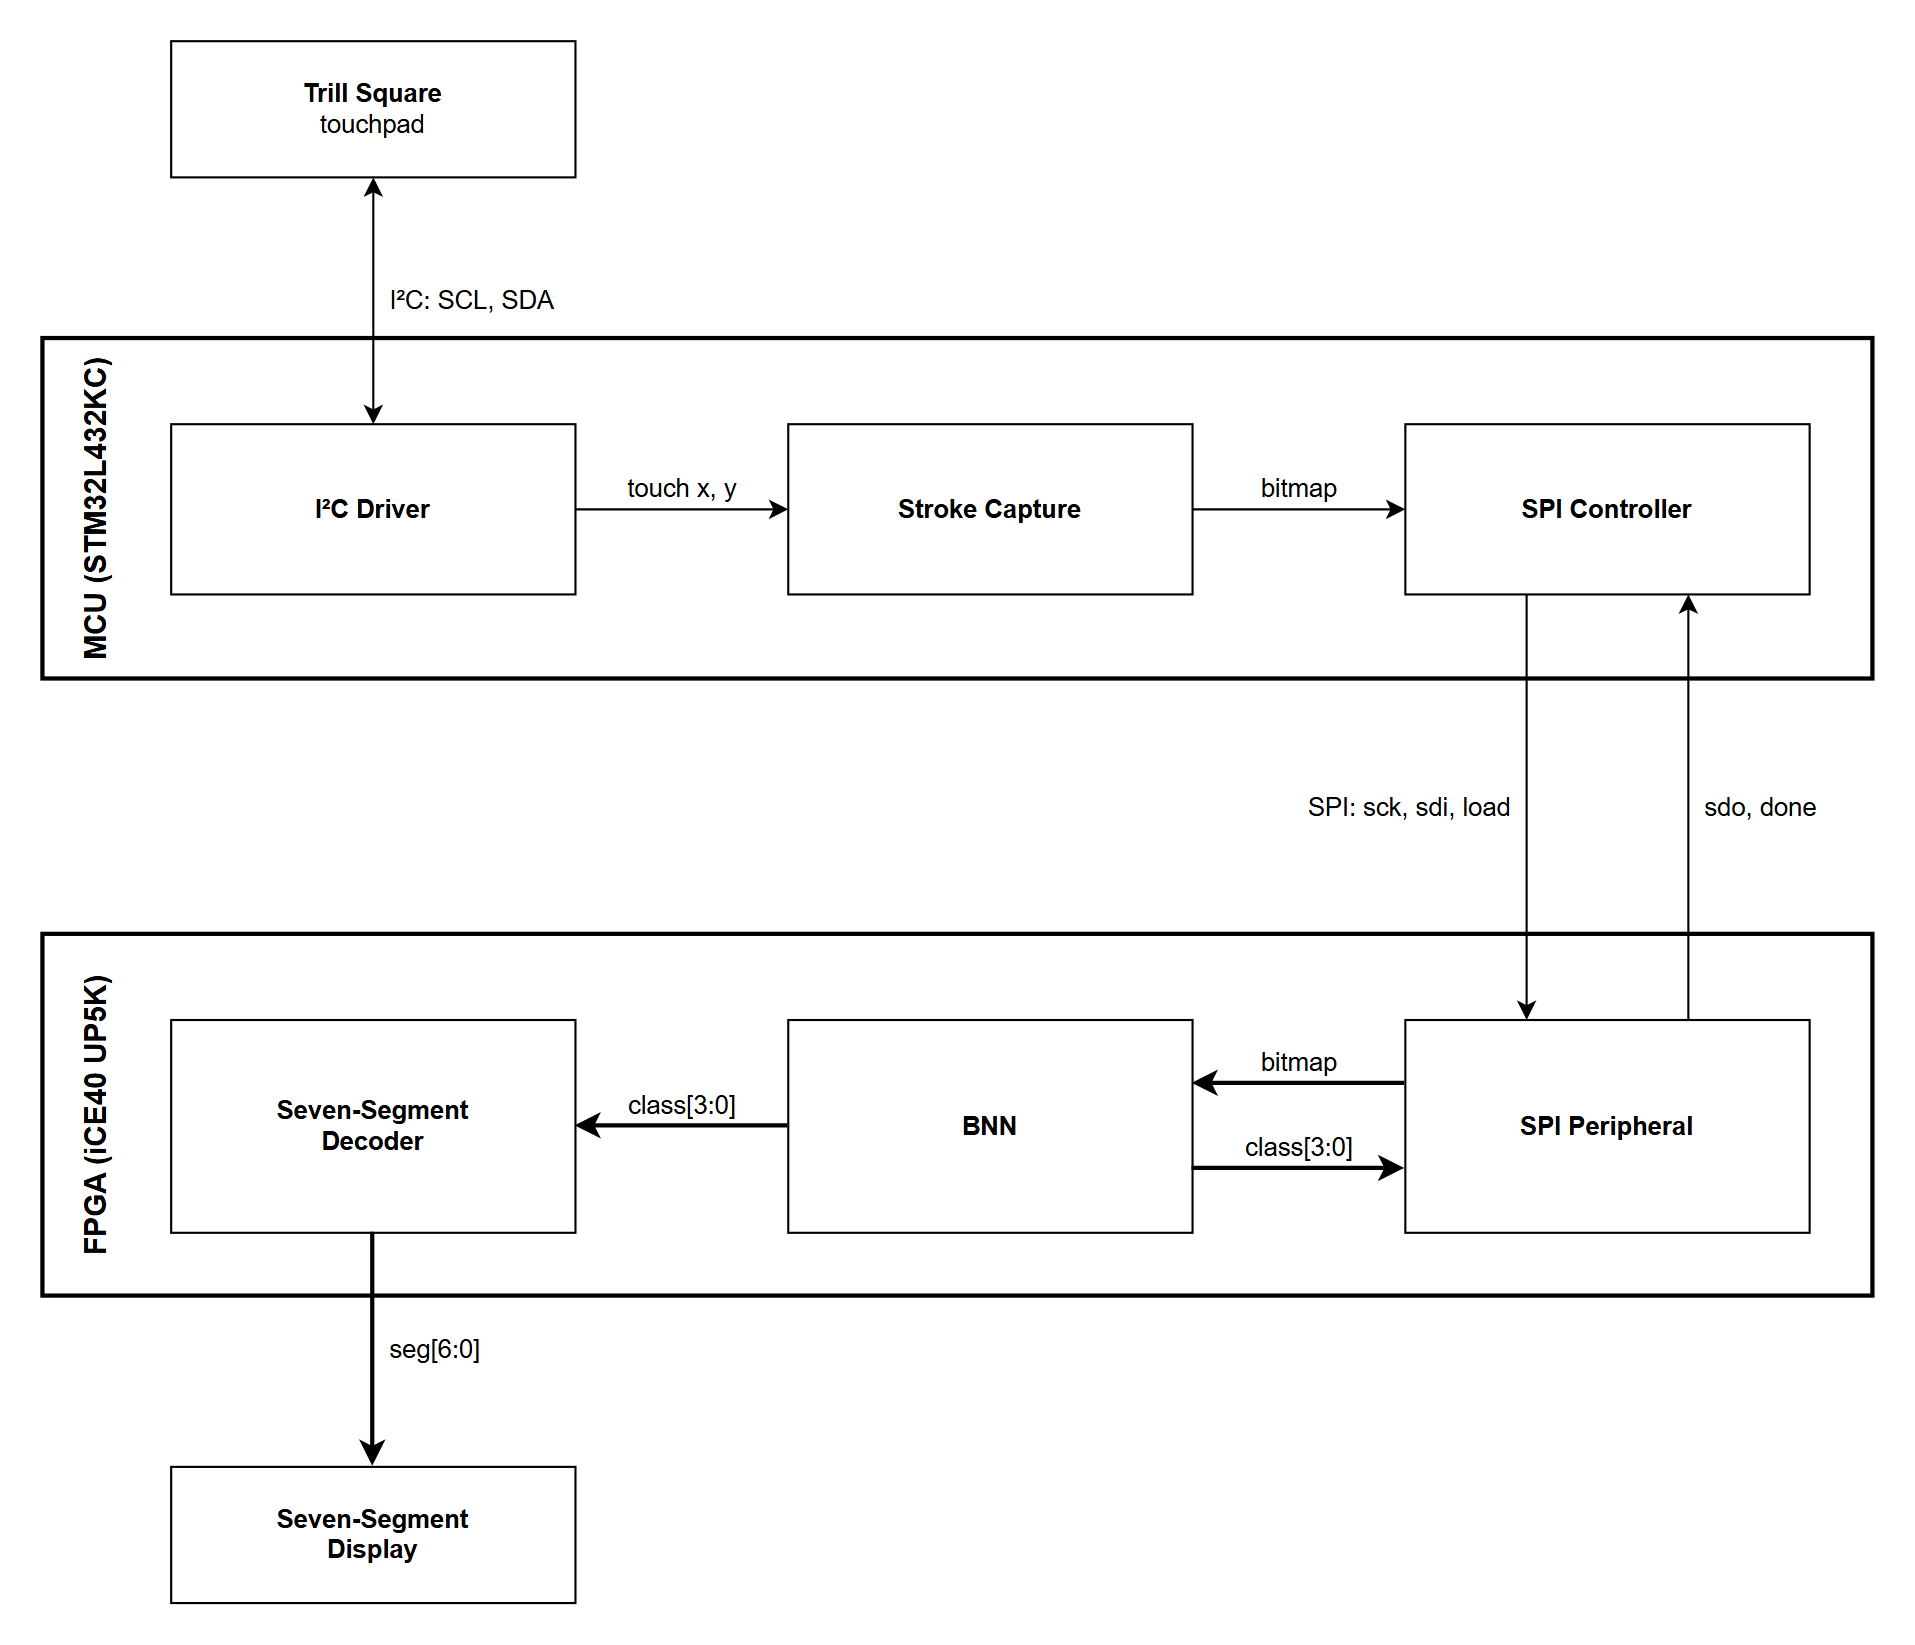 Trill Square
touchpad
I²C: SCL, SDA
MCU (STM32L432KC)
I²C Driver
touch x, y
Stroke Capture
bitmap
SPI Controller
SPI: sck, sdi, load
sdo, done
FPGA (iCE40 UP5K)
Seven-Segment
Decoder
class[3:0]
BNN
bitmap
class[3:0]
SPI Peripheral
seg[6:0]
Seven-Segment
Display